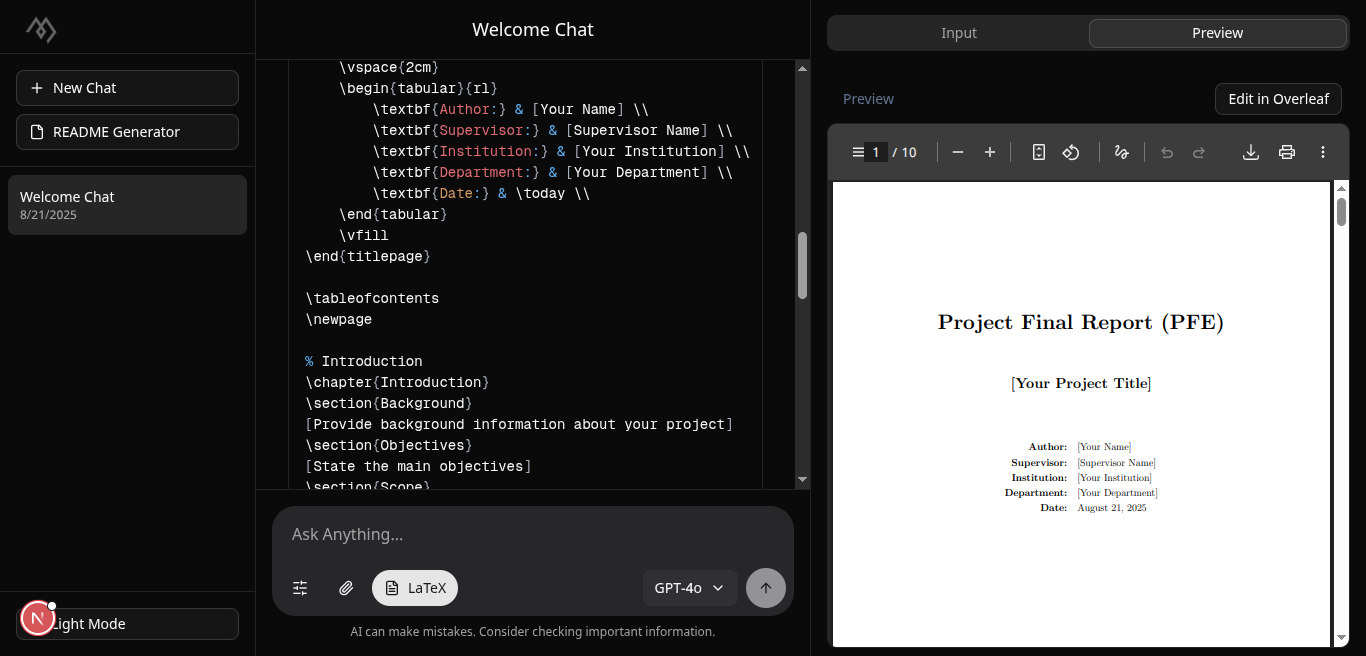 New Chat
README Generator
Welcome Chat
8/21/2025
N
ight Mode
Welcome Chat
\vspace{2cm}
\begin{tabular}{rl}
\textbf{Author:} & [Your Name] \\
\textbf{Supervisor:} & [Supervisor Name] \\
\textbf{Institution:} & [Your Institution] \\
\textbf{Department:} & [Your Department] \\
\textbf{Date:} & \today \\
\end{tabular}
\vfill
\end{titlepage}
\tableofcontents
\newpage
% Introduction
\chapter{Introduction}
\section{Background}
[Provide background information about your project]
\section{Objectives}
[State the main objectives]
\section{Scope}
Ask Anything...
LaTeX
GPT-4o
AI can make mistakes. Consider checking important information.
Input
Preview
Preview
Edit in Overleaf
1 / 10
Project Final Report (PFE)
[Your Project Title]
Author: [Your Name]
Supervisor: [Supervisor Name]
Institution: [Your Institution]
Department: [Your Department]
Date: August 21, 2025